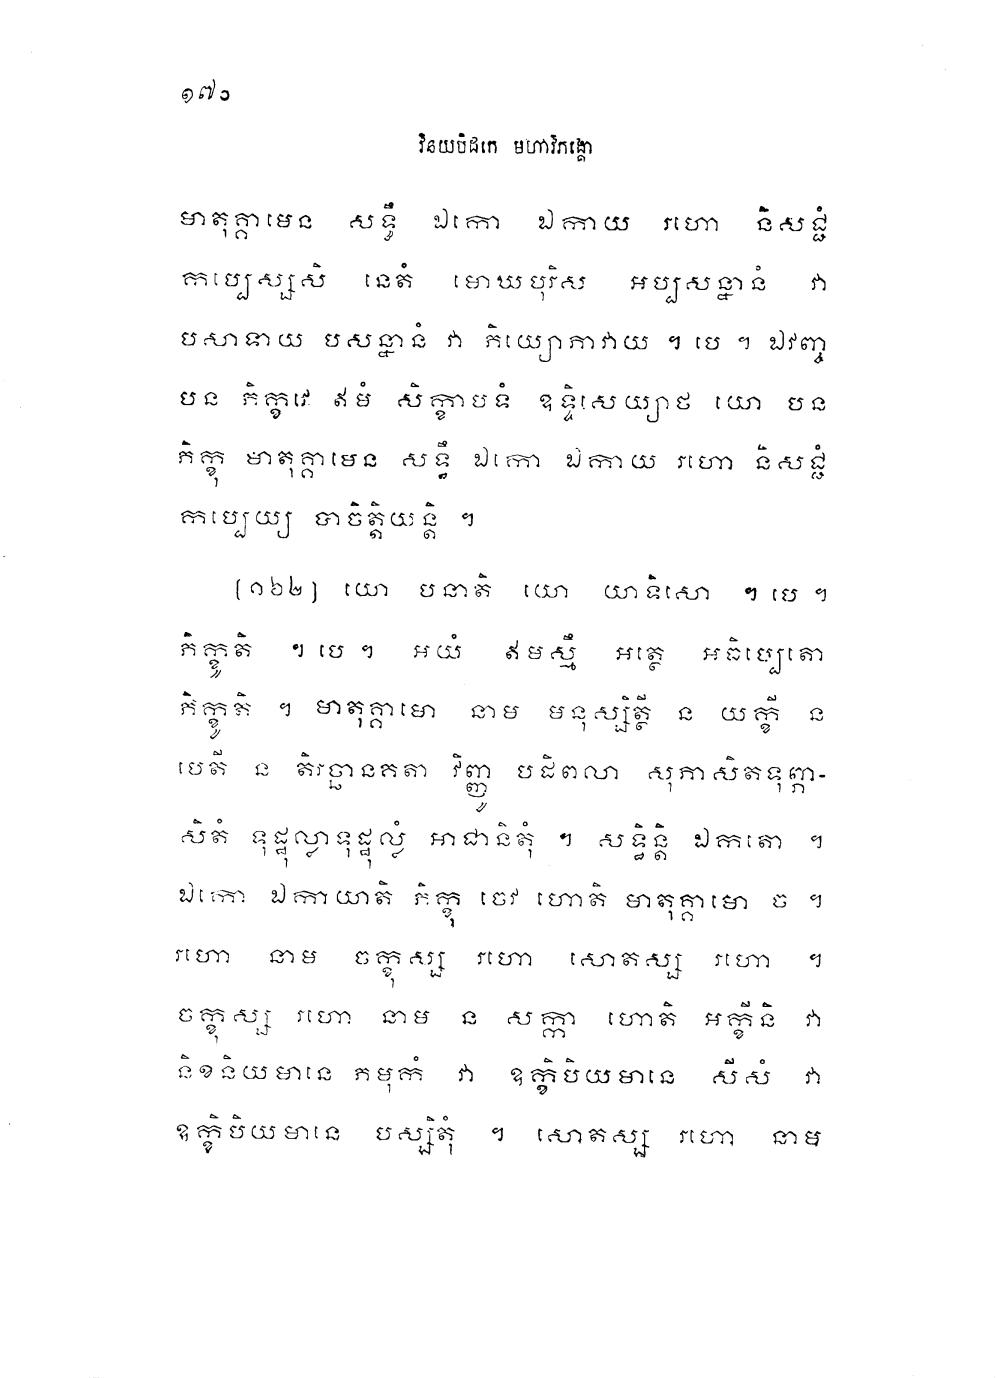 ១៧១
វិនយបិដកេ មហាវិភង្គោ
មាតុគ្គាមេន សទ្ធឹ ឯកោ ឯកាយ រហោ និសជ្ជំ
កប្បេស្សសិ នេតំ មោឃបុរិស អប្បសន្នានំ វា
បសាទាយ បសន្នានំ វា ភិយ្យោភាវាយ ។ បេ ។ ឯវញ្ច
បន ភិក្ខវេ ឥមំ សិក្ខាបទំ ឧទ្ទិសេយ្យាថ យោ បន
ភិក្ខុ មាតុគ្គាមេន សទ្ធឹ ឯកោ ឯកាយ រហោ និសជ្ជំ
កប្បេយ្យ បាចិត្តិយន្តិ ។
[១៦២] យោ បនាតិ យោ យាទិសោ ។ បេ ។
ភិក្ខូតិ ។ បេ ។ អយំ ឥមស្មឹ អត្ថេ អធិប្បេតោ
ភិក្ខូតិ ។ មាតុគ្គាមោ នាម មនុស្សិត្ថី ន យក្ខី ន
បេតី ន តិរច្ឆានគតា វិញ្ញូ បដិពលា សុភាសិតទុព្ភា-
សិតំ ទុដ្ឋុល្លាទុដ្ឋុល្លំ អាជានិតុំ ។ សទ្ធិន្តិ ឯកតោ ។
ឯកោ ឯកាយាតិ ភិក្ខុ ចេវ ហោតិ មាតុគ្គាមោ ច ។
រហោ នាម ចក្ខុស្ស រហោ សោតស្ស រហោ ។
ចក្ខុស្ស រហោ នាម ន សក្កា ហោតិ អក្ខីនិ វា
និខនិយមានេ ភមុកំ វា ឧក្ខិបិយមានេ សីសំ វា
ឧក្ខិបិយមានេ បស្សិតុំ ។ សោតស្ស រហោ នាម